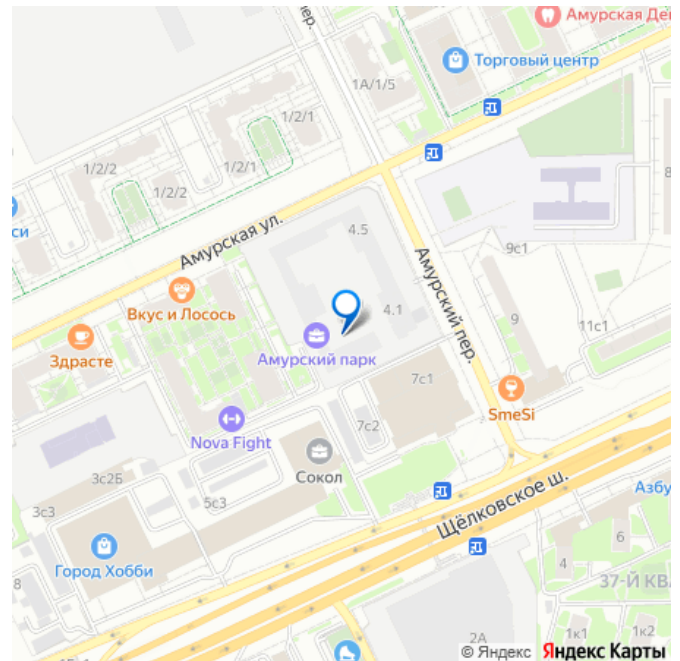 Амурская Ден
Торговый центр
пер.
1А/1/5
1/2/1
1/2/2
1/2/1
1/2/2
си
Амурская ул.
4.5
Амурский пер.
9с1
8
Вкус и Лосось
4.1
9
11с1
Здрасте
Амурский парк
7с1
SmeSi
Nova Fight
7с2
Сокол
3с2Б
5с3
3с3
Щёлковское ш.
Азбу
Город Хобби
8
4
6
37-Й КВА
2А
1к1
1к2
© Яндекс Яндекс Карты